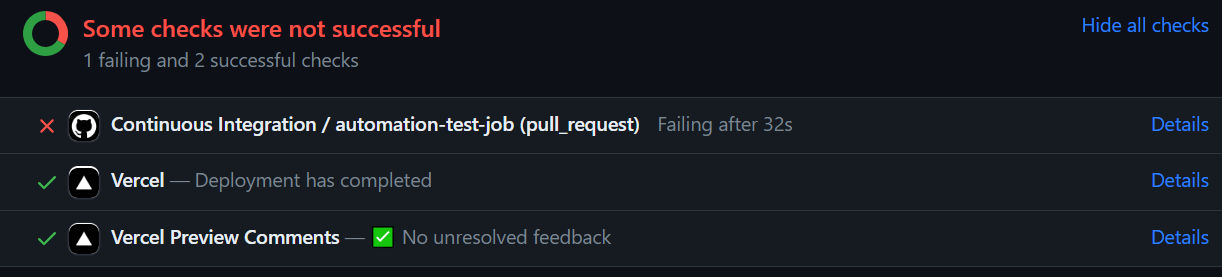 Some checks were not successful
Hide all checks
1 failing and 2 successful checks
Continuous Integration / automation-test-job (pull_request) Failing after 32s Details
Vercel — Deployment has completed Details
Vercel Preview Comments — ✅ No unresolved feedback Details